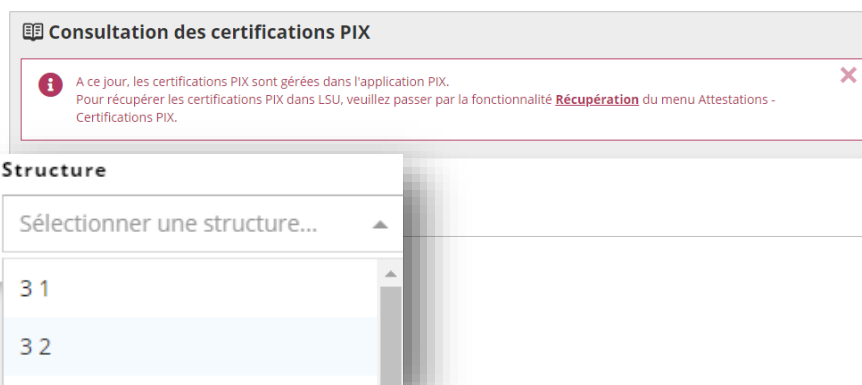 Consultation des certifications PIX
A ce jour, les certifications PIX sont gérées dans l'application PIX.
Pour récupérer les certifications PIX dans LSU, veuillez passer par la fonctionnalité Récupération du menu Attestations -
Certifications PIX.
Structure
Sélectionner une structure...
3 1
3 2